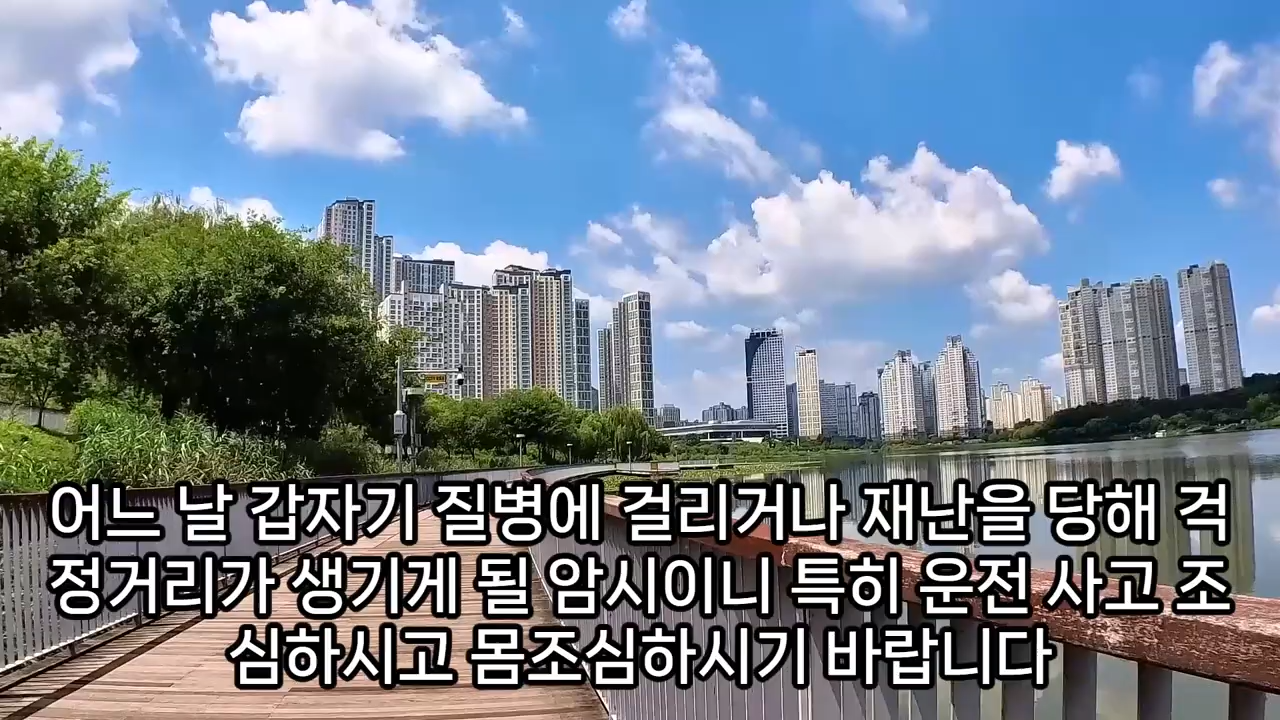 어느 날 갑자기 질병에 걸리거나 재난을 당해 걱
정거리가 생기게 될 암시이니 특히 운전 사고 조
심하시고 몸조심하시기 바랍니다